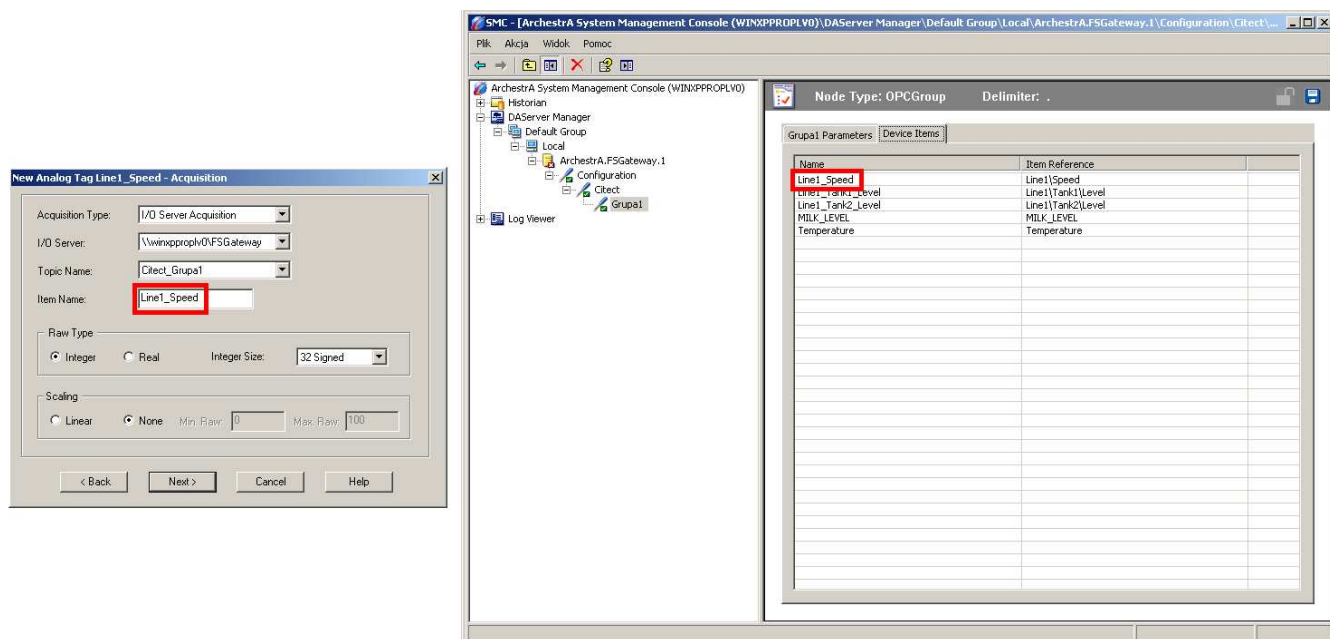 New Analog Tag Line1_Speed - Acquisition
Acquisition Type: I/O Server Acquisition
I/O Server: \\winxpproplv0\FSGateway
Topic Name: Citect_Grupa1
Item Name: Line1_Speed
Raw Type
Integer Real Integer Size: 32 Signed
Scaling
Linear None Min. Raw: 0 Max. Raw: 100
< Back Next > Cancel Help
SMC - [ArchestrA System Management Console (WINXPPROPLV0)\DAServer Manager\Default Group\Local\ArchestrA.FSGateway.1\Configuration\Citect\...
Plik Akcja Widok Pomoc
ArchestrA System Management Console (WINXPPROPLV0)
Historian
DAServer Manager
Default Group
Local
ArchestrA.FSGateway.1
Configuration
Citect
Grupa1
Log Viewer
Node Type: OPCGroup Delimiter: .
Grupa1 Parameters Device Items
Name Item Reference
Line1_Speed Line1\Speed
Line1_Tank1_Level Line1\Tank1\Level
Line1_Tank2_Level Line1\Tank2\Level
MILK_LEVEL MILK_LEVEL
Temperature Temperature